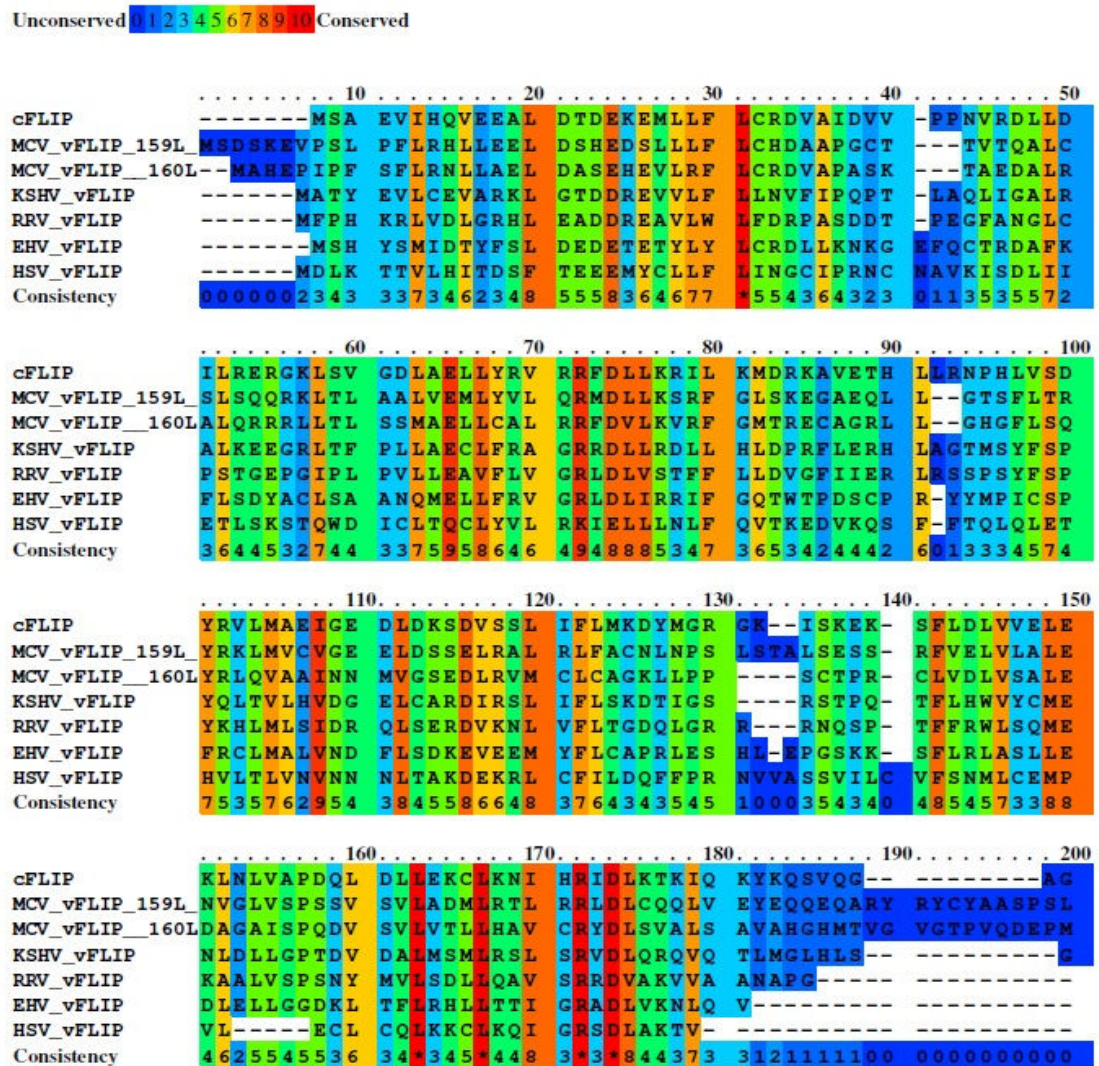 Unconserved 0 1 2 3 4 5 6 7 8 9 10 Conserved
. . . . . . . . . 10 . . . . . . . . . 20 . . . . . . . . . 30 . . . . . . . . . 40 . . . . . . . . . 50
cFLIP -------MSA EVIHQVEEAL DTDEKEMLLF LCRDVAIDVV -PPNVRDLLD
MCV_vFLIP_159L_ MSDSKEVPSL PFLRHLLEEL DSHEDSLLLF LCHDAAPGCT ---TVTQALC
MCV_vFLIP__160L --MAHEPIPF SFLRNLLAEL DASEHEVLRF LCRDVAPASK ---TAEDALR
KSHV_vFLIP ------MATY EVLCEVARKL GTDDREVVLF LLNVFIPQPT -LAQLIGALR
RRV_vFLIP ------MFPH KRLVDLGRHL EADDREAVLW LFDRPASDDT -PEGFANGLC
EHV_vFLIP -------MSH YSMIDTYFSL DEDETETYLY LCRDLLKNKG EFQCTRDAFK
HSV_vFLIP ------MDLK TTVLHITDSF TEEEMYCLLF LINGCIPRNC NAVKISDLII
Consistency 0000002343 3373462348 5558364677 *554364323 0113535572
. . . . . . . . . 60 . . . . . . . . . 70 . . . . . . . . . 80 . . . . . . . . . 90 . . . . . . . . . 100
cFLIP ILRERGKLSV GDLAELLYRV RRFDLLKRIL KMDRKAVETH LLRNPHLVSD
MCV_vFLIP_159L_ SLSQQRKLTL AALVEMLYVL QRMDLLKSRF GLSKEGAEQL L--GTSFLTR
MCV_vFLIP__160L ALQRRRLLTL SSMAELLCAL RRFDVLKVRF GMTRECAGRL L--GHGFLSQ
KSHV_vFLIP ALKEEGRLTF PLLAECLFRA GRRDLLRDLL HLDPRFLERH LAGTMSYFSP
RRV_vFLIP PSTGEPGIPL PVLLEAVFLV GRLDLVSTFF LLDVGFIIER LRSSPSYFSP
EHV_vFLIP FLSDYACLSA ANQMELLFRV GRLDLIRRIF GQTWTPDSCP R-YYMPICSP
HSV_vFLIP ETLSKSTQWD ICLTQCLYVL RKIELLLNLF QVTKEDVKQS F-FTQLQLET
Consistency 3644532744 3375958646 4948885347 3653424442 6013334574
. . . . . . . . . 110 . . . . . . . . . 120 . . . . . . . . . 130 . . . . . . . . . 140 . . . . . . . . . 150
cFLIP YRVLMAEIGE DLDKSDVSSL IFLMKDYMGR GK--ISKEK- SFLDLVVELE
MCV_vFLIP_159L_ YRKLMVCVGE ELDSSELRAL RLFACNLNPS LSTALSESS- RFVELVLALE
MCV_vFLIP__160L YRLQVAAINN MVGSEDLRVM CLCAGKLLPP ----SCTPR- CLVDLVSALE
KSHV_vFLIP YQLTVLHVDG ELCARDIRSL IFLSKDTIGS ----RSTPQ- TFLHWVYCME
RRV_vFLIP YKHLMLSIDR QLSERDVKNL VFLTGDQLGR R---RNQSP- TFFRWLSQME
EHV_vFLIP FRCLMALVND FLSDKEVEEM YFLCAPRLES HL-EPGSKK- SFLRLASLLE
HSV_vFLIP HVLTLVNVNN NLTAKDEKRL CFILDQFFPR NVVASSVILC VFSNMLCEMP
Consistency 7535762954 3845586648 3764343545 1000354340 4854573388
. . . . . . . . . 160 . . . . . . . . . 170 . . . . . . . . . 180 . . . . . . . . . 190 . . . . . . . . . 200
cFLIP KLNLVAPDQL DLLEKCLKNI HRIDLKTKIQ KYKQSVQG-- --------AG
MCV_vFLIP_159L_ NVGLVSPSSV SVLADMLRTL RRLDLCQQLV EYEQQEQARY RYCYAASPSL
MCV_vFLIP__160L DAGAISPQDV SVLVTLLHAV CRYDLSVALS AVAHGHMTVG VGTPVQDEPM
KSHV_vFLIP NLDLLGPTDV DALMSMLRSL SRVDLQRQVQ TLMGLHLS-- ---------G
RRV_vFLIP KAALVSPSNY MVLSDLLQAV SRRDVAKVVA ANAPG----- ----------
EHV_vFLIP DLELLGGDKL TFLRHLLTTI GRADLVKNLQ V--------- ----------
HSV_vFLIP VL-----ECL CQLKKCLKQI GRSDLAKTV- ---------- ----------
Consistency 4625545536 34*345*448 3*3*844373 3121111100 0000000000